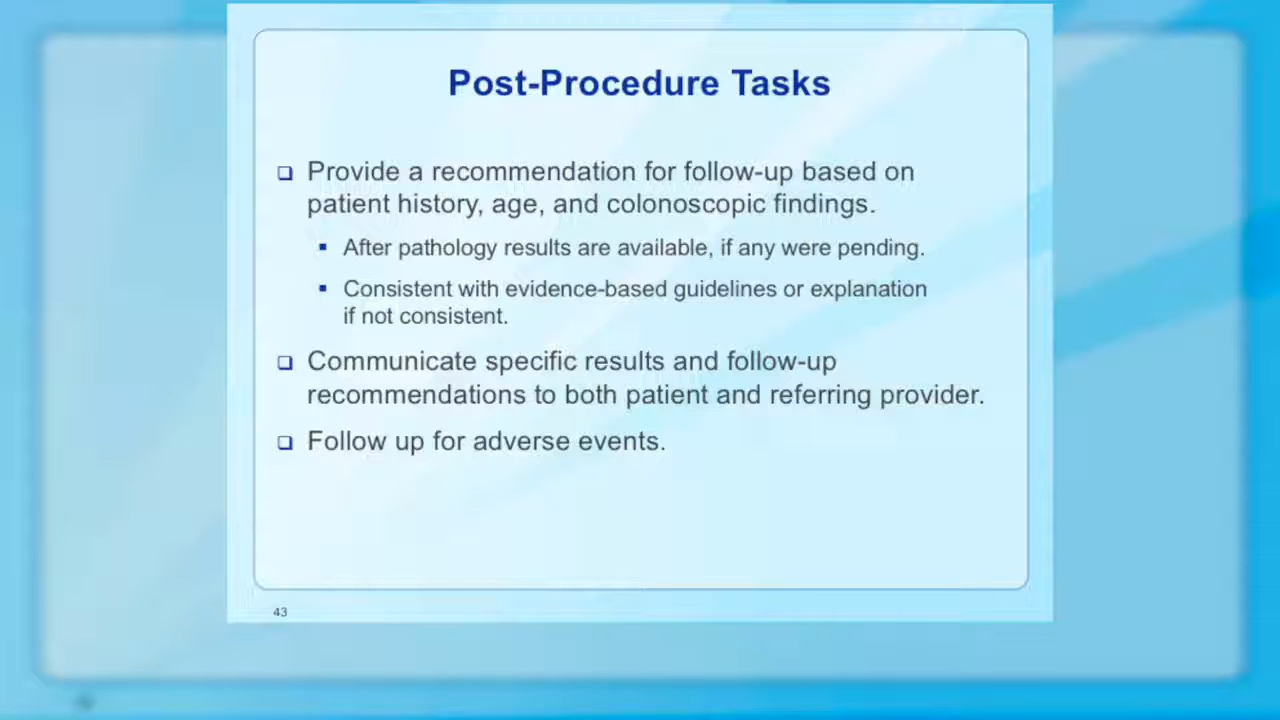 Post-Procedure Tasks
❑ Provide a recommendation for follow-up based on
patient history, age, and colonoscopic findings.
▪ After pathology results are available, if any were pending.
▪ Consistent with evidence-based guidelines or explanation
if not consistent.
❑ Communicate specific results and follow-up
recommendations to both patient and referring provider.
❑ Follow up for adverse events.
43